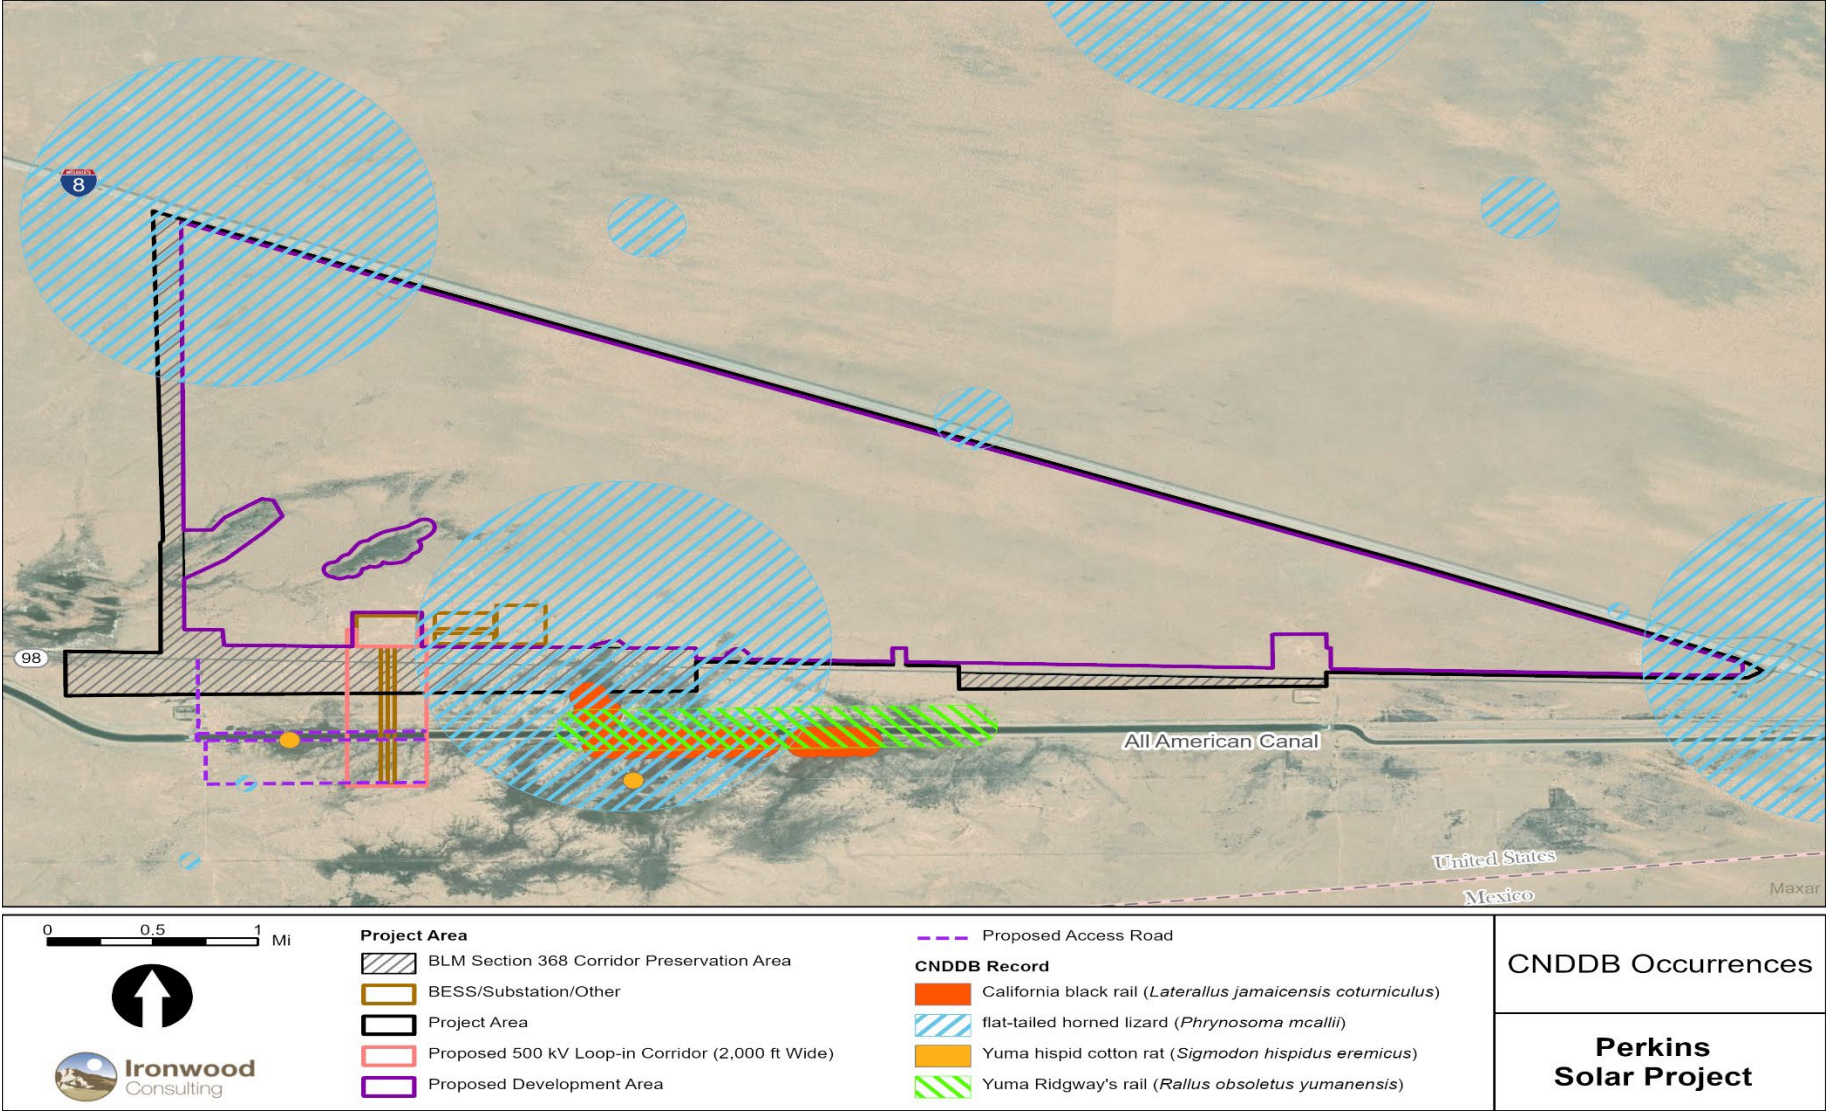 INTERSTATE
8
98
All American Canal
United States
Mexico
Maxar
0 0.5 1
Mi
Ironwood
Consulting
Project Area
BLM Section 368 Corridor Preservation Area
BESS/Substation/Other
Project Area
Proposed 500 kV Loop-in Corridor (2,000 ft Wide)
Proposed Development Area
Proposed Access Road
CNDDB Record
California black rail (Laterallus jamaicensis coturniculus)
flat-tailed horned lizard (Phrynosoma mcallii)
Yuma hispid cotton rat (Sigmodon hispidus eremicus)
Yuma Ridgway's rail (Rallus obsoletus yumanensis)
CNDDB Occurrences
Perkins
Solar Project